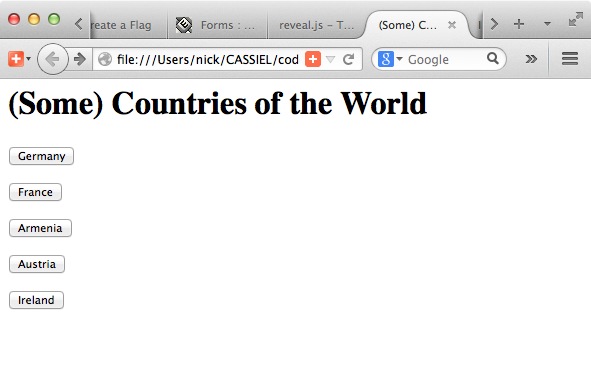 reate a Flag
Forms : ...
reveal.js – T...
(Some) C...
file:///Users/nick/CASSIEL/cod
8
Google
(Some) Countries of the World
Germany
France
Armenia
Austria
Ireland